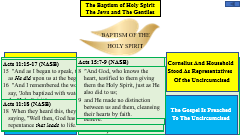 The Baptism of Holy Spirit
The Jews And The Gentiles
BAPTISM OF THE
HOLY SPIRIT
Acts 11:15-17 (NASB)
15 "And as I began to speak, t
as He did upon us at the beg
16 "And I remembered the wo
say, 'John baptized with wat
Acts 11:18 (NASB)
18 When they heard this, they
saying, "Well then, God has
repentance that leads to life.
Acts 15:7-9 (NASB)
8 "And God, who knows the
heart, testified to them giving
them the Holy Spirit, just as He
also did to us;
9 and He made no distinction
between us and them, cleansing
their hearts by faith.
Cornelius And Household
Stood As Representatives
Of The Uncircumcised
The Gospel Is Preached
To The Uncircumcised